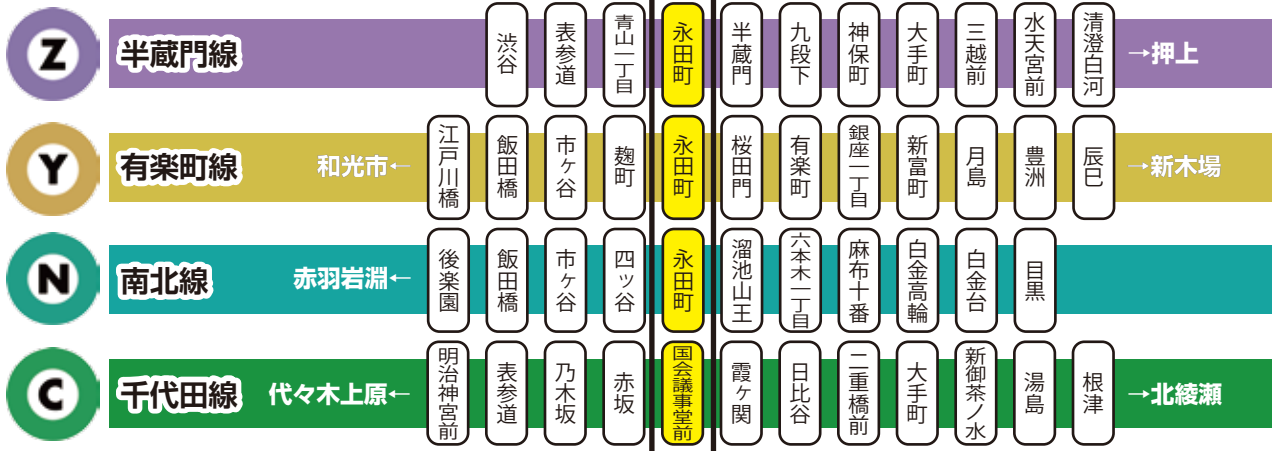 Z 半蔵門線 渋谷 表参道 青山一丁目 永田町 半蔵門 九段下 神保町 大手町 三越前 水天宮前 清澄白河 →押上
Y 有楽町線 和光市← 江戸川橋 飯田橋 市ヶ谷 麹町 永田町 桜田門 有楽町 銀座一丁目 新富町 月島 豊洲 辰巳 →新木場
N 南北線 赤羽岩淵← 後楽園 飯田橋 市ヶ谷 四ッ谷 永田町 溜池山王 六本木一丁目 麻布十番 白金高輪 白金台 目黒
C 千代田線 代々木上原← 明治神宮前 表参道 乃木坂 赤坂 国会議事堂前 霞ヶ関 日比谷 二重橋前 大手町 新御茶ノ水 湯島 根津 →北綾瀬